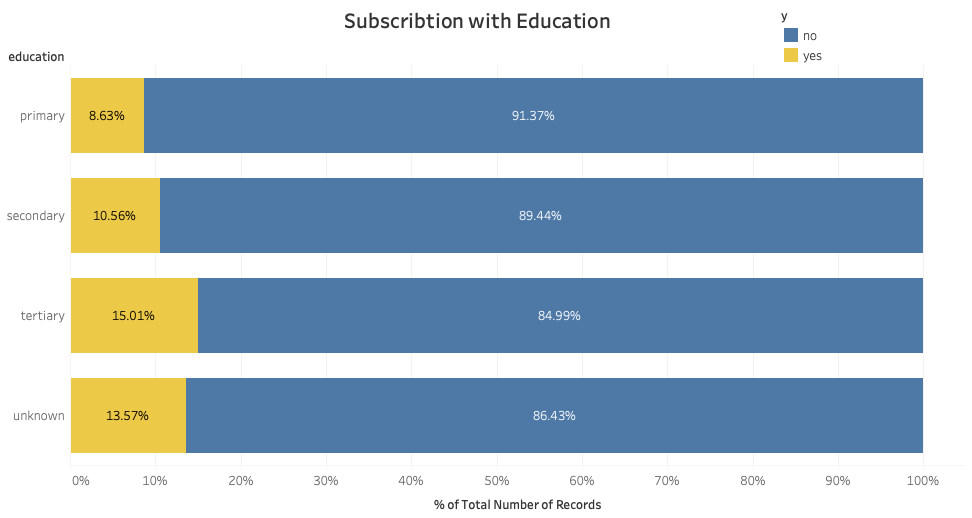 Subscribtion with Education
y
no
yes
education
primary
8.63%
91.37%
secondary
10.56%
89.44%
tertiary
15.01%
84.99%
unknown
13.57%
86.43%
0% 10% 20% 30% 40% 50% 60% 70% 80% 90% 100%
% of Total Number of Records